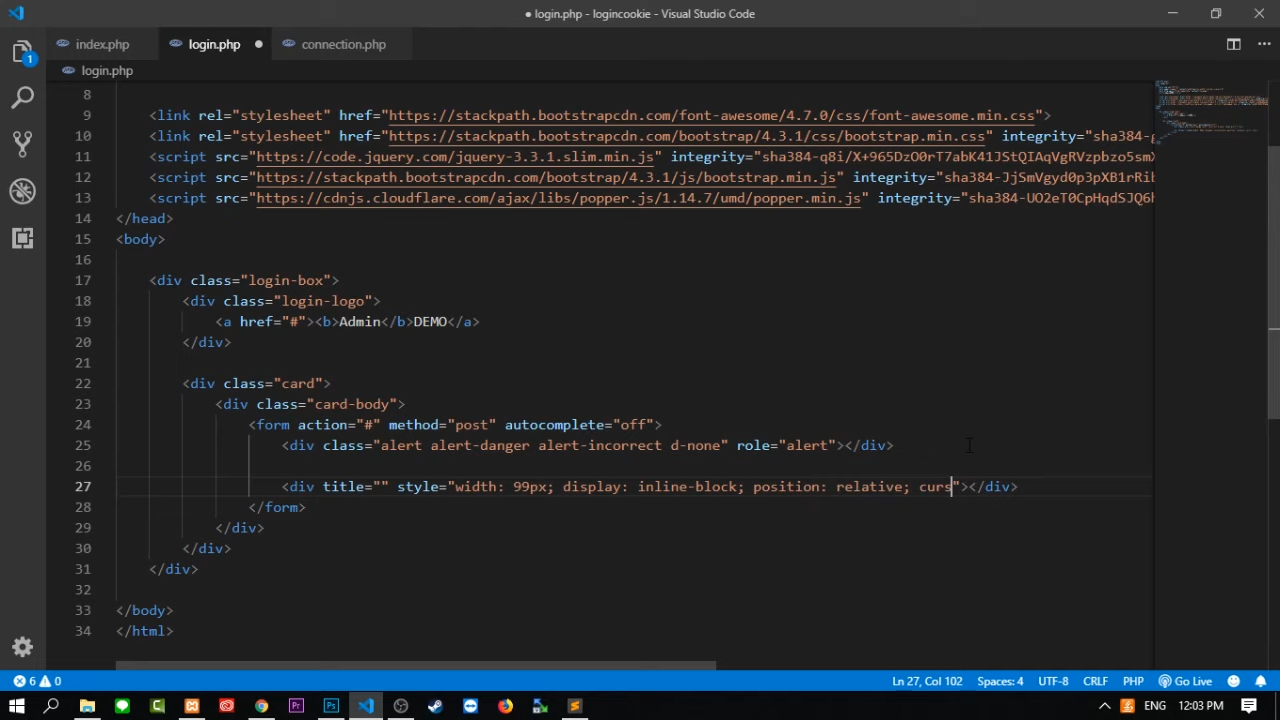 ● login.php - logincookie - Visual Studio Code
index.php
login.php
connection.php
login.php
8
9 <link rel="stylesheet" href="https://stackpath.bootstrapcdn.com/font-awesome/4.7.0/css/font-awesome.min.css">
10 <link rel="stylesheet" href="https://stackpath.bootstrapcdn.com/bootstrap/4.3.1/css/bootstrap.min.css" integrity="sha384-g
11 <script src="https://code.jquery.com/jquery-3.3.1.slim.min.js" integrity="sha384-q8i/X+965DzO0rT7abK41JStQIAqVgRVzpbzo5smX
12 <script src="https://stackpath.bootstrapcdn.com/bootstrap/4.3.1/js/bootstrap.min.js" integrity="sha384-JjSmVgyd0p3pXB1rRib
13 <script src="https://cdnjs.cloudflare.com/ajax/libs/popper.js/1.14.7/umd/popper.min.js" integrity="sha384-UO2eT0CpHqdSJQ6h
14 </head>
15 <body>
16
17 <div class="login-box">
18 <div class="login-logo">
19 <a href="#"><b>Admin</b>DEMO</a>
20 </div>
21
22 <div class="card">
23 <div class="card-body">
24 <form action="#" method="post" autocomplete="off">
25 <div class="alert alert-danger alert-incorrect d-none" role="alert"></div>
26
27 <div title="" style="width: 99px; display: inline-block; position: relative; curs"></div>
28 </form>
29 </div>
30 </div>
31 </div>
32
33 </body>
34 </html>
1
6 0
Ln 27, Col 102
Spaces: 4
UTF-8
CRLF
PHP
Go Live
ENG
12:03 PM